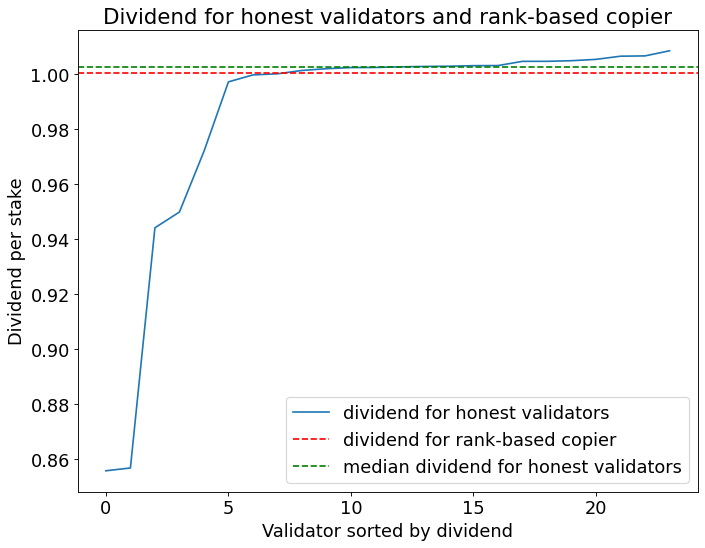 Dividend for honest validators and rank-based copier
Dividend per stake
1.00
0.98
0.96
0.94
0.92
0.90
0.88
0.86
dividend for honest validators
dividend for rank-based copier
median dividend for honest validators
0 5 10 15 20
Validator sorted by dividend